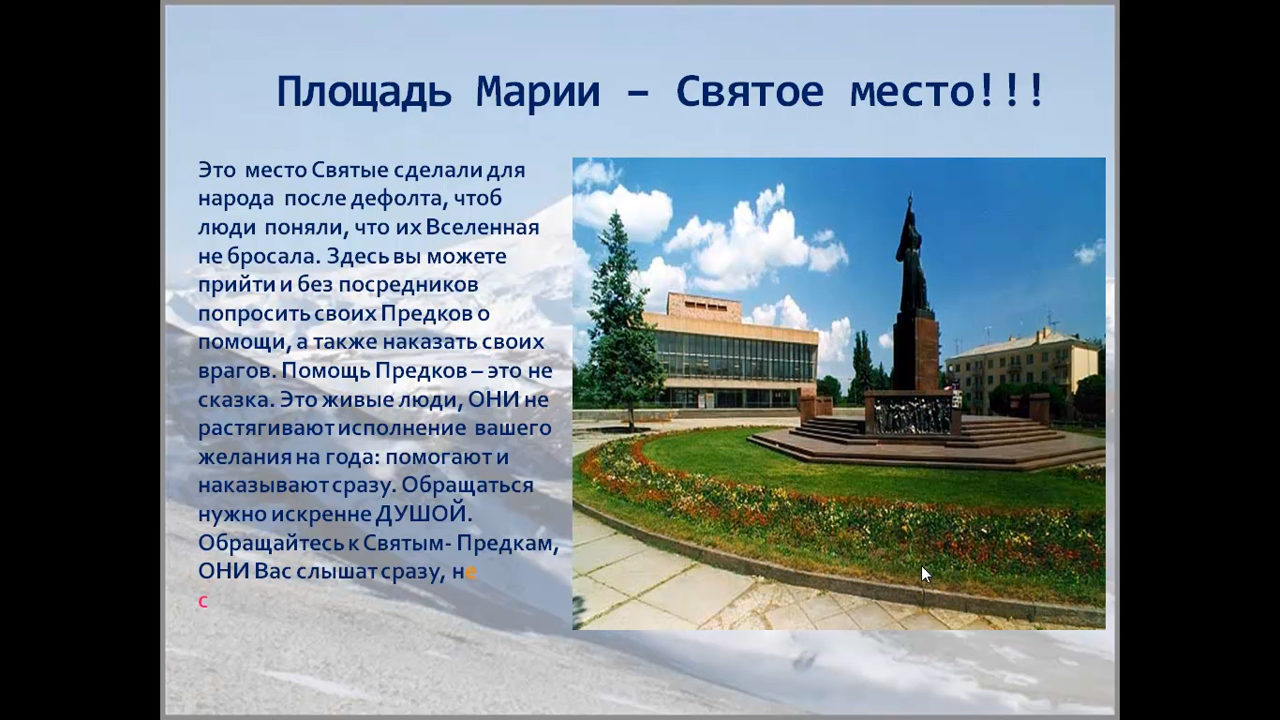 Площадь Марии – Святое место!!!
Это место Святые сделали для
народа после дефолта, чтоб
люди поняли, что их Вселенная
не бросала. Здесь вы можете
прийти и без посредников
попросить своих Предков о
помощи, а также наказать своих
врагов. Помощь Предков – это не
сказка. Это живые люди, ОНИ не
растягивают исполнение вашего
желания на года: помогают и
наказывают сразу. Обращаться
нужно искренне ДУШОЙ.
Обращайтесь к Святым- Предкам,
ОНИ Вас слышат сразу, не
с